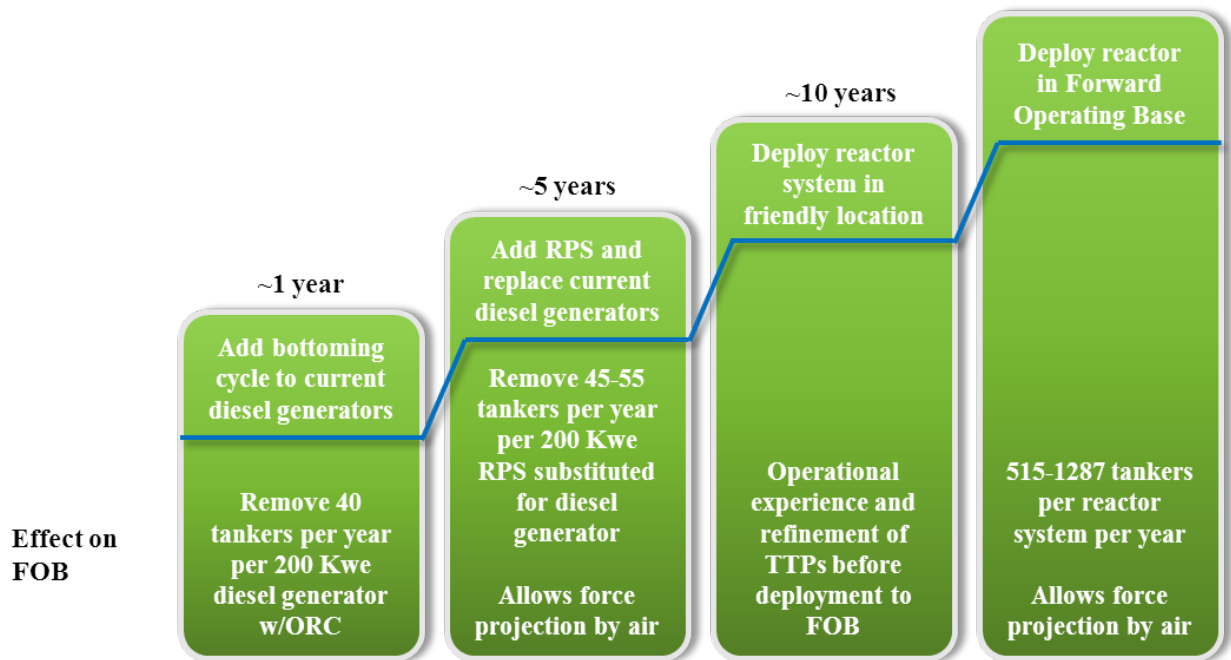 ~1 year
Add bottoming
cycle to current
diesel generators
Remove 40
tankers per year
per 200 Kwe
diesel generator
w/ORC
~5 years
Add RPS and
replace current
diesel generators
Remove 45-55
tankers per year
per 200 Kwe
RPS substituted
for diesel
generator
Allows force
projection by air
~10 years
Deploy reactor
system in
friendly location
Operational
experience and
refinement of
TTPs before
deployment to
FOB
Deploy reactor
in Forward
Operating Base
515-1287 tankers
per reactor
system per year
Allows force
projection by air
Effect on
FOB